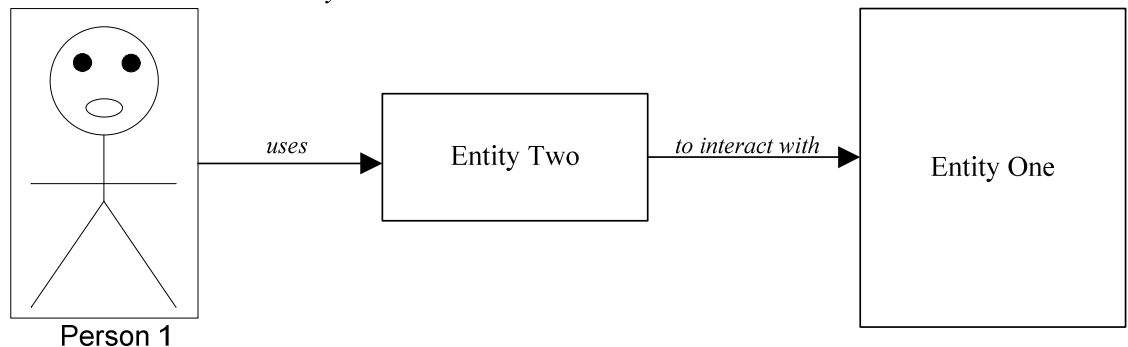 uses
Entity Two
to interact with
Entity One
Person 1